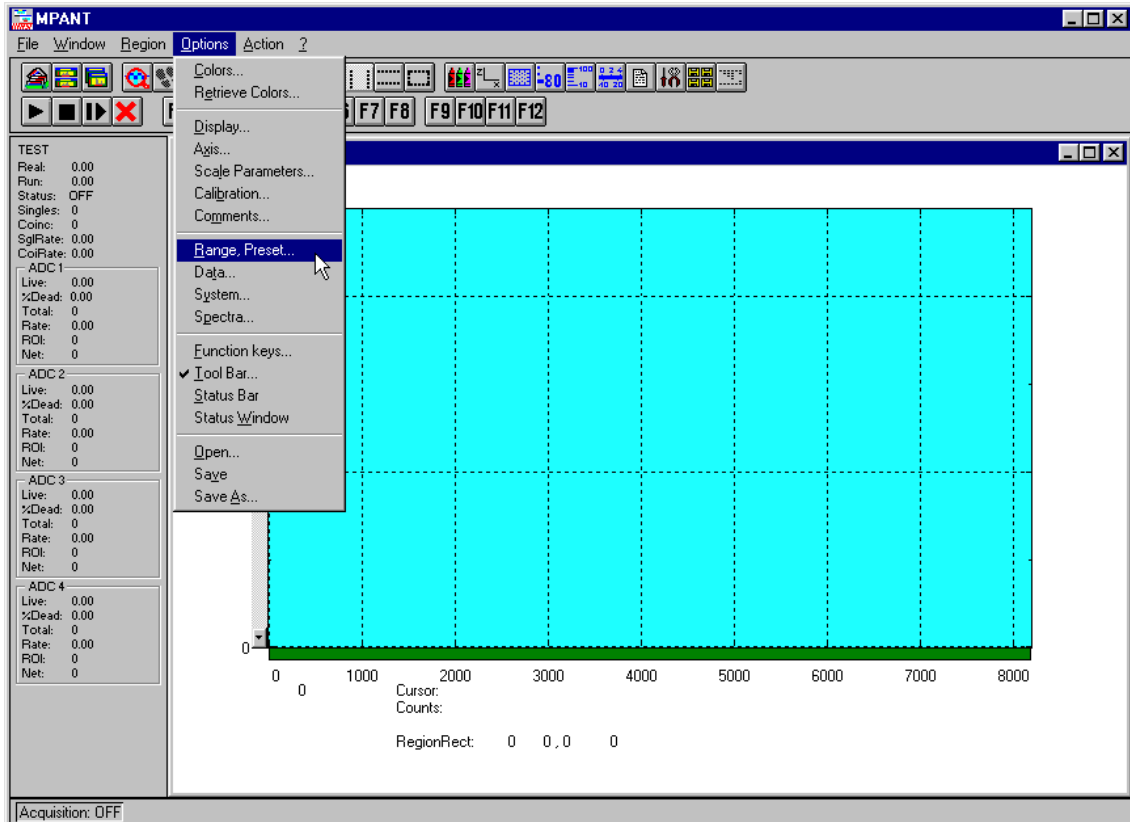 MPANT
File Window Region Options Action ?
F7 F8 F9 F10 F11 F12
Colors...
Retrieve Colors...
Display...
Axis...
Scale Parameters...
Calibration...
Comments...
Range, Preset...
Data...
System...
Spectra...
Function keys...
Tool Bar...
Status Bar
Status Window
Open...
Save
Save As...
TEST
Real: 0.00
Run: 0.00
Status: OFF
Singles: 0
Coinc: 0
SglRate: 0.00
CoiRate: 0.00
ADC 1
Live: 0.00
%Dead: 0.00
Total: 0
Rate: 0.00
ROI: 0
Net: 0
ADC 2
Live: 0.00
%Dead: 0.00
Total: 0
Rate: 0.00
ROI: 0
Net: 0
ADC 3
Live: 0.00
%Dead: 0.00
Total: 0
Rate: 0.00
ROI: 0
Net: 0
ADC 4
Live: 0.00
%Dead: 0.00
Total: 0
Rate: 0.00
ROI: 0
Net: 0
0
0 1000 2000 3000 4000 5000 6000 7000 8000
0 Cursor:
Counts:
RegionRect: 0 0 , 0 0
Acquisition: OFF